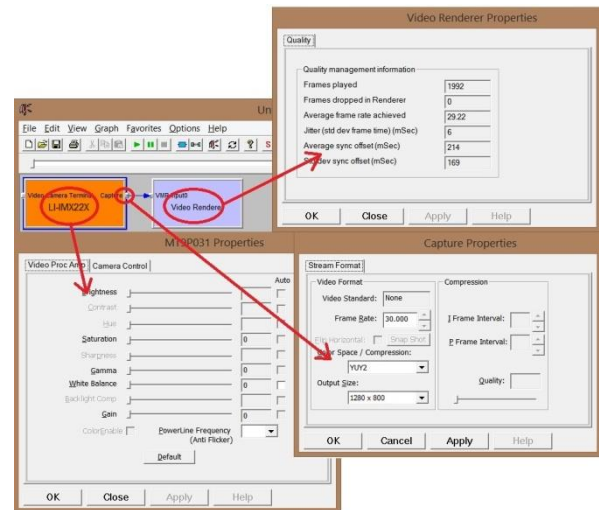 Video Renderer Properties
Quality
Quality management information
Frames played 1992
Frames dropped in Renderer 0
Average frame rate achieved 29.22
Jitter (std dev frame time) (mSec) 6
Average sync offset (mSec) 214
dev sync offset (mSec) 169
OK Close Apply Help
Un
File Edit View Graph Favorites Options Help
Video Camera Terminal Capture
LI-IMX22X
VMR Input0
Video Renderer
MT9P031 Properties
Video Proc Amp Camera Control
Auto
Brightness
Contrast
Hue
Saturation 0
Sharpness
Gamma 0
White Balance 0
Backlight Comp
Gain 0
ColorEnable PowerLine Frequency
(Anti Flicker)
Default
OK Close Apply Help
Capture Properties
Stream Format
Video Format
Video Standard: None
Frame Rate: 30.000
Flip Horizontal: Snap Shot
Color Space / Compression:
YUY2
Output Size:
1280 x 800
Compression
I Frame Interval:
P Frame Interval:
Quality:
OK Cancel Apply Help